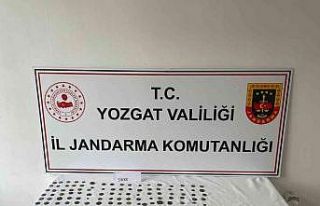 T.C.
YOZGAT VALİLİĞİ
İL JANDARMA KOMUTANLIĞI